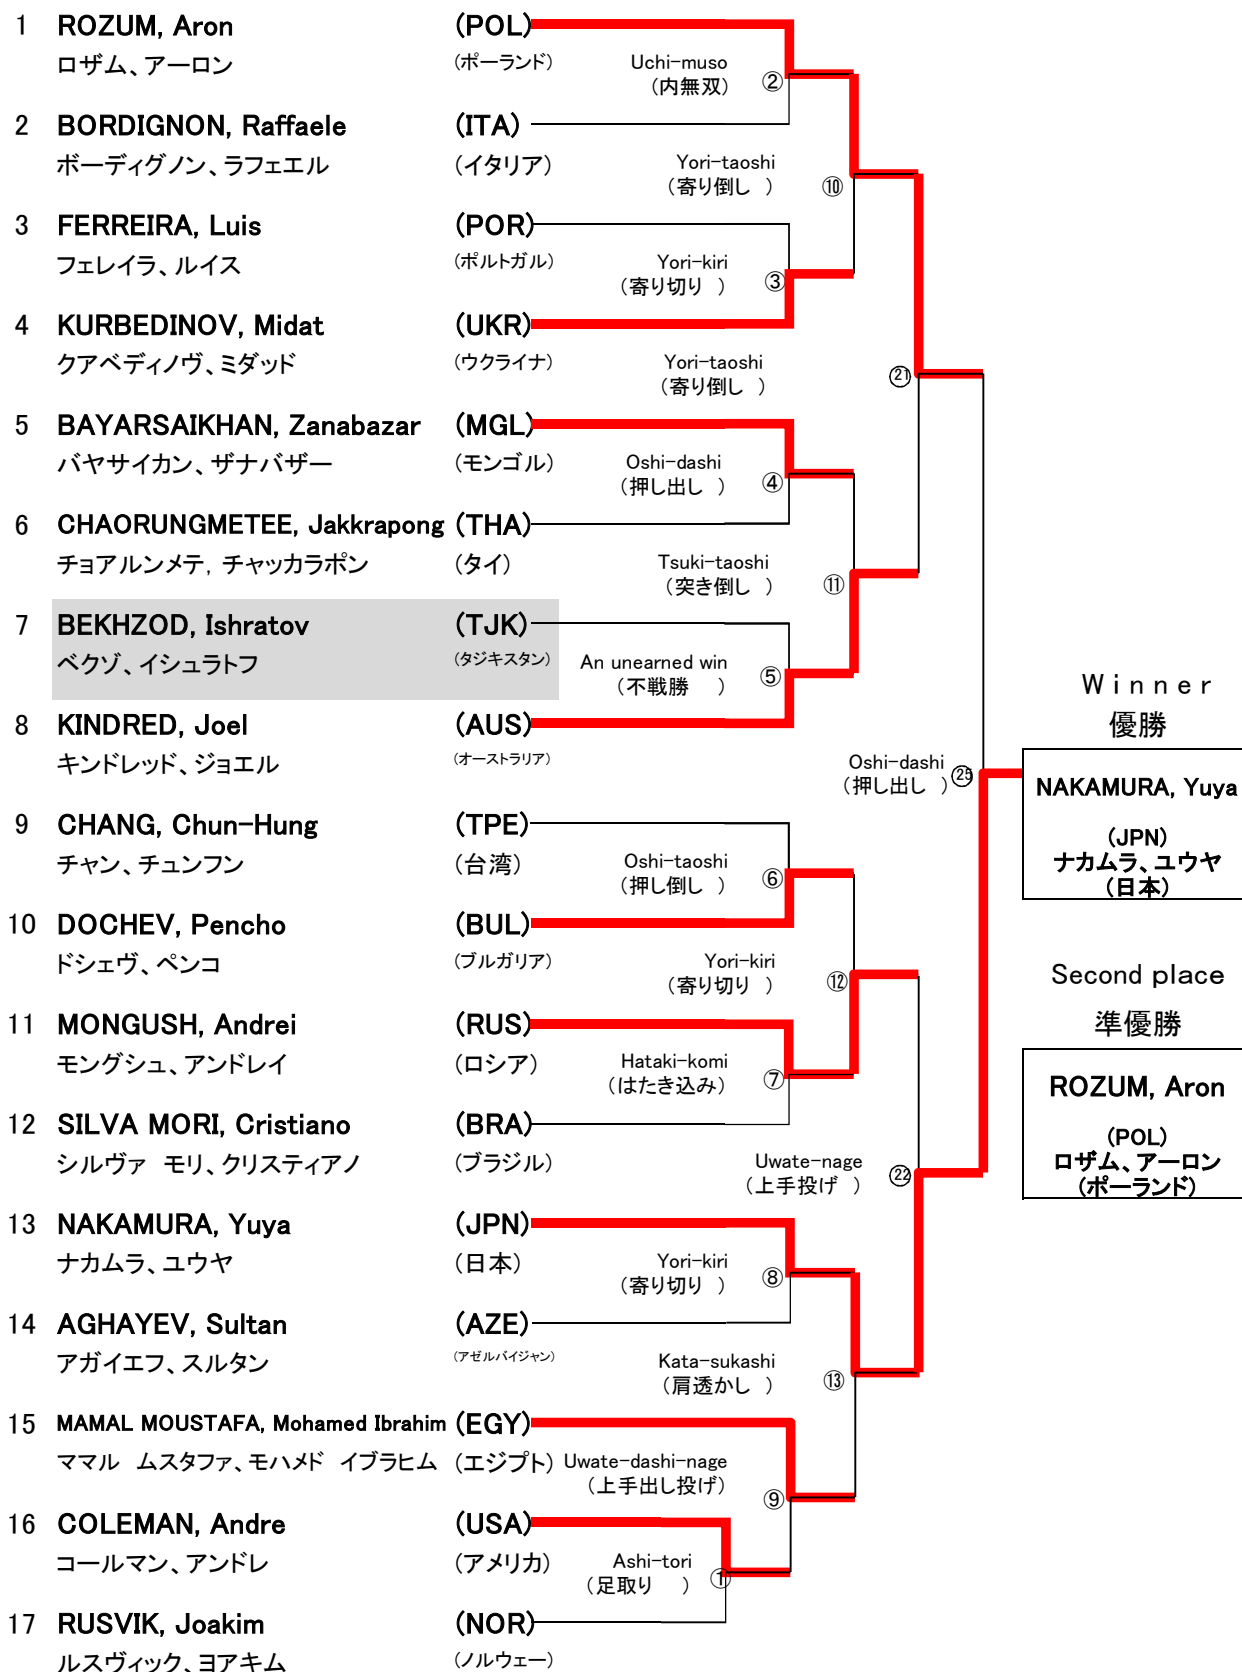 1 ROZUM, Aron (POL)
ロザム、アーロン (ポーランド)
Uchi-muso
(内無双) ②
2 BORDIGNON, Raffaele (ITA)
ボーディグノン、ラフェエル (イタリア)
Yori-taoshi
(寄り倒し ) ⑩
3 FERREIRA, Luis (POR)
フェレイラ、ルイス (ポルトガル)
Yori-kiri
(寄り切り ) ③
4 KURBEDINOV, Midat (UKR)
クアベディノヴ、ミダッド (ウクライナ)
Yori-taoshi
(寄り倒し ) ㉑
5 BAYARSAIKHAN, Zanabazar (MGL)
バヤサイカン、ザナバザー (モンゴル)
Oshi-dashi
(押し出し ) ④
6 CHAORUNGMETEE, Jakkrapong (THA)
チョアルンメテ, チャッカラポン (タイ)
Tsuki-taoshi
(突き倒し ) ⑪
7 BEKHZOD, Ishratov (TJK)
ベクゾ、イシュラトフ (タジキスタン)
An unearned win
(不戦勝 ) ⑤
8 KINDRED, Joel (AUS)
キンドレッド、ジョエル (オーストラリア)
Oshi-dashi
(押し出し ) ㉕
9 CHANG, Chun-Hung (TPE)
チャン、チュンフン (台湾)
Oshi-taoshi
(押し倒し ) ⑥
10 DOCHEV, Pencho (BUL)
ドシェヴ、ペンコ (ブルガリア)
Yori-kiri
(寄り切り ) ⑫
11 MONGUSH, Andrei (RUS)
モングシュ、アンドレイ (ロシア)
Hataki-komi
(はたき込み) ⑦
12 SILVA MORI, Cristiano (BRA)
シルヴァ モリ、クリスティアノ (ブラジル)
Uwate-nage
(上手投げ ) ㉒
13 NAKAMURA, Yuya (JPN)
ナカムラ、ユウヤ (日本)
Yori-kiri
(寄り切り ) ⑧
14 AGHAYEV, Sultan (AZE)
アガイエフ、スルタン (アゼルバイジャン)
Kata-sukashi
(肩透かし ) ⑬
15 MAMAL MOUSTAFA, Mohamed Ibrahim (EGY)
ママル ムスタファ、モハメド イブラヒム (エジプト)
Uwate-dashi-nage
(上手出し投げ) ⑨
16 COLEMAN, Andre (USA)
コールマン、アンドレ (アメリカ)
Ashi-tori
(足取り ) ①
17 RUSVIK, Joakim (NOR)
ルスヴィック、ヨアキム (ノルウェー)
Winner
優勝
NAKAMURA, Yuya
(JPN)
ナカムラ、ユウヤ
(日本)
Second place
準優勝
ROZUM, Aron
(POL)
ロザム、アーロン
(ポーランド)